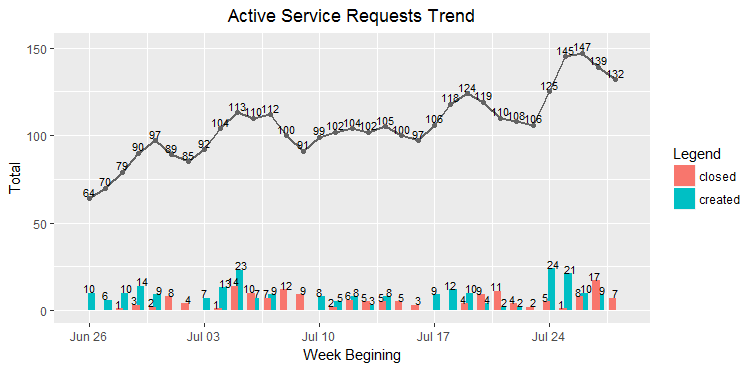 Active Service Requests Trend
150
100
50
0
Total
64 70 79 90 97 89 85 92 104 113 110 112 100 91 99 102 104 102 105 100 97 106 118 124 119 110 108 106 125 145 147 139 132
10 6 1 10 3 14 2 9 8 4 7 1 13 14 23 10 7 7 9 12 9 8 2 5 6 8 5 3 5 8 5 3 9 12 4 10 9 4 11 2 4 2 2 5 24 1 21 8 10 17 9 7
Jun 26 Jul 03 Jul 10 Jul 17 Jul 24
Week Begining
Legend
closed
created